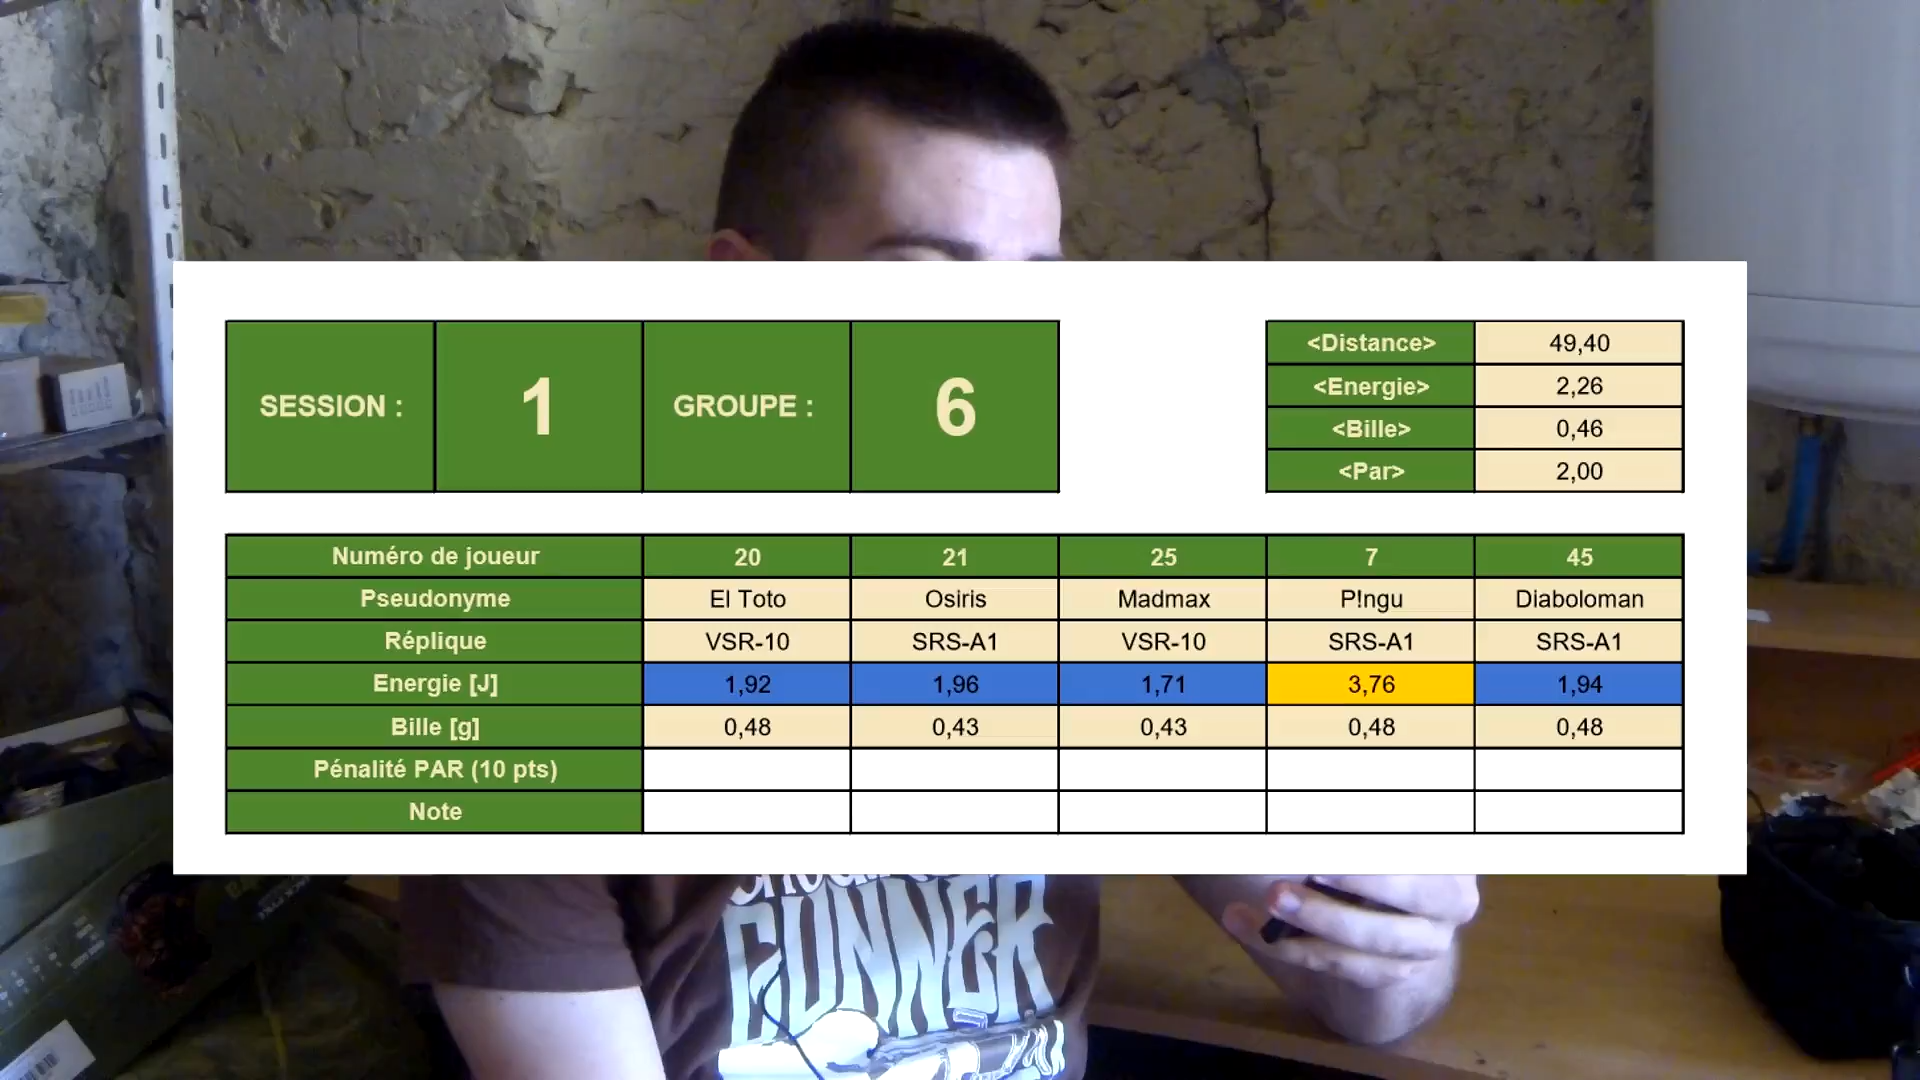 SESSION :
1
GROUPE :
6
<Distance> 49,40
<Energie> 2,26
<Bille> 0,46
<Par> 2,00
Numéro de joueur 20 21 25 7 45
Pseudonyme El Toto Osiris Madmax P!ngu Diaboloman
Réplique VSR-10 SRS-A1 VSR-10 SRS-A1 SRS-A1
Energie [J] 1,92 1,96 1,71 3,76 1,94
Bille [g] 0,48 0,43 0,43 0,48 0,48
Pénalité PAR (10 pts)
Note
GUNNER